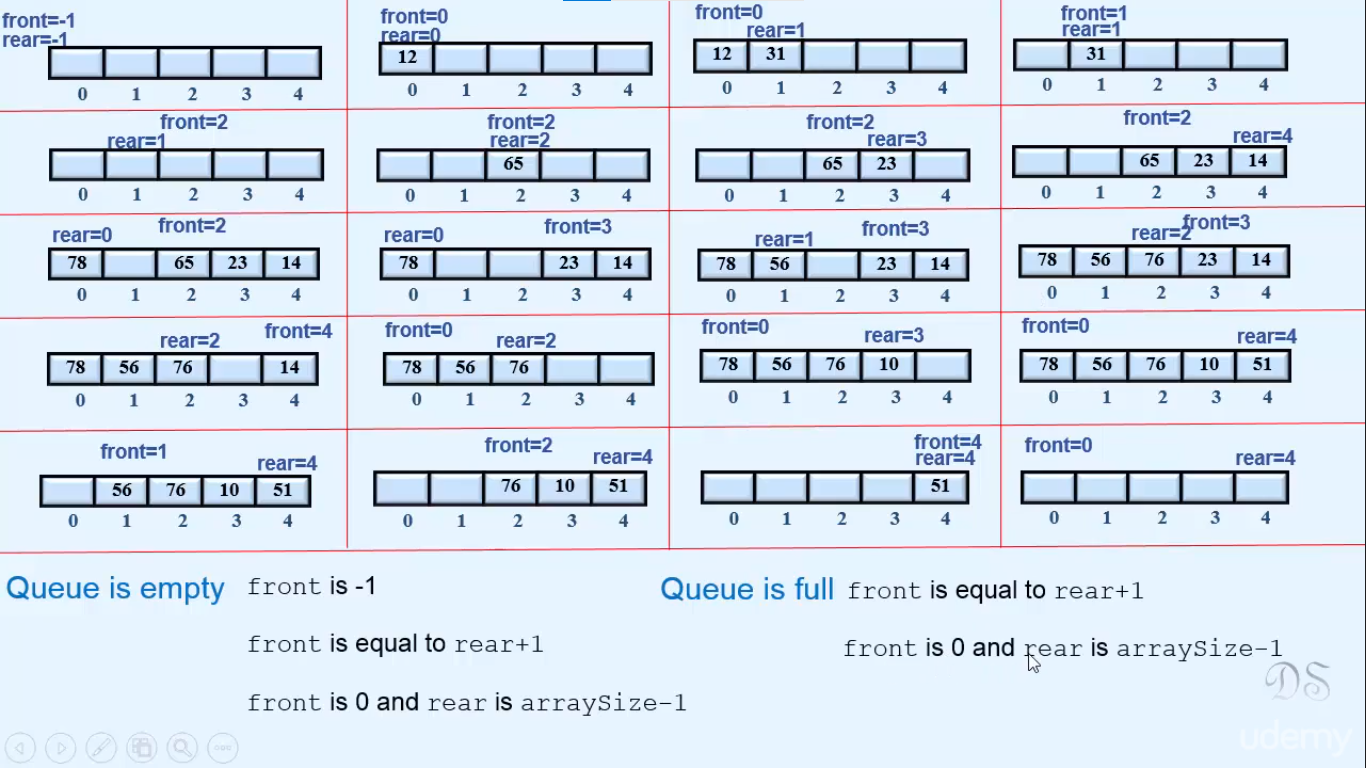 front=-1
rear=-1
0 1 2 3 4
front=0
rear=0
12
0 1 2 3 4
front=0
rear=1
12 31
0 1 2 3 4
front=1
rear=1
31
0 1 2 3 4
front=2
rear=1
0 1 2 3 4
front=2
rear=2
65
0 1 2 3 4
front=2
rear=3
65 23
0 1 2 3 4
front=2
rear=4
65 23 14
0 1 2 3 4
rear=0 front=2
78 65 23 14
0 1 2 3 4
rear=0 front=3
78 23 14
0 1 2 3 4
rear=1 front=3
78 56 23 14
0 1 2 3 4
rear=2 front=3
78 56 76 23 14
0 1 2 3 4
rear=2 front=4
78 56 76 14
0 1 2 3 4
front=0 rear=2
78 56 76
0 1 2 3 4
front=0 rear=3
78 56 76 10
0 1 2 3 4
front=0 rear=4
78 56 76 10 51
0 1 2 3 4
front=1 rear=4
56 76 10 51
0 1 2 3 4
front=2 rear=4
76 10 51
0 1 2 3 4
front=4
rear=4
51
0 1 2 3 4
front=0 rear=4
0 1 2 3 4
Queue is empty front is -1
front is equal to rear+1
front is 0 and rear is arraySize-1
Queue is full front is equal to rear+1
front is 0 and rear is arraySize-1
DS
udemy